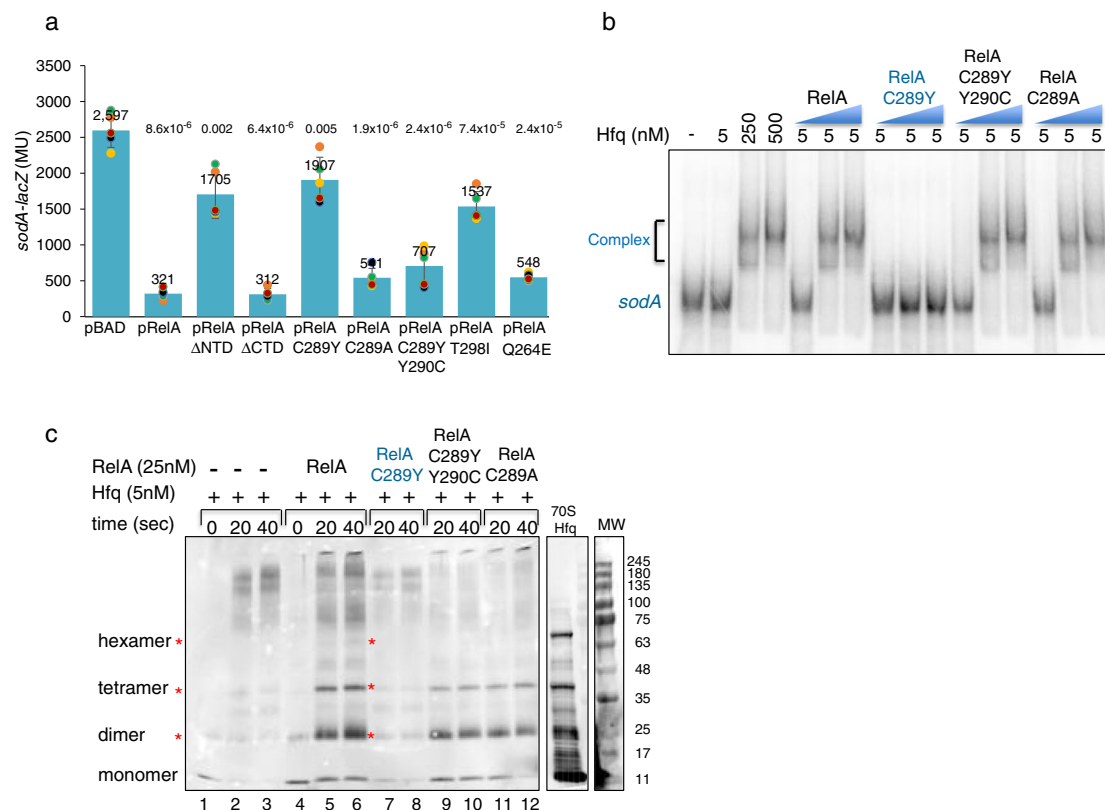 a
3500
3000
2500
2000
1500
1000
500
0
sodA-lacZ (MU)
8.6x10⁻⁶ 0.002 6.4x10⁻⁶ 0.005 1.9x10⁻⁶ 2.4x10⁻⁶ 7.4x10⁻⁵ 2.4x10⁻⁵
2,597
321
1705
312
1907
541
707
1537
548
pBAD
pRelA
pRelA
ΔNTD
pRelA
ΔCTD
pRelA
C289Y
pRelA
C289A
pRelA
C289Y
Y290C
pRelA
T298I
pRelA
Q264E
b
RelA
RelA
C289Y
RelA
C289Y
Y290C
RelA
C289A
Hfq (nM) - 5 250 500 5 5 5 5 5 5 5 5 5 5 5 5
Complex
sodA
c
RelA (25nM) - - - RelA
RelA
C289Y
RelA
C289Y
Y290C
RelA
C289A
Hfq (5nM) + + + + + + + + + + + +
time (sec) 0 20 40 0 20 40 20 40 20 40 20 40
70S
Hfq
MW
hexamer *
*
tetramer *
*
dimer *
*
monomer
245
180
135
100
75
63
48
35
25
17
11
1 2 3 4 5 6 7 8 9 10 11 12